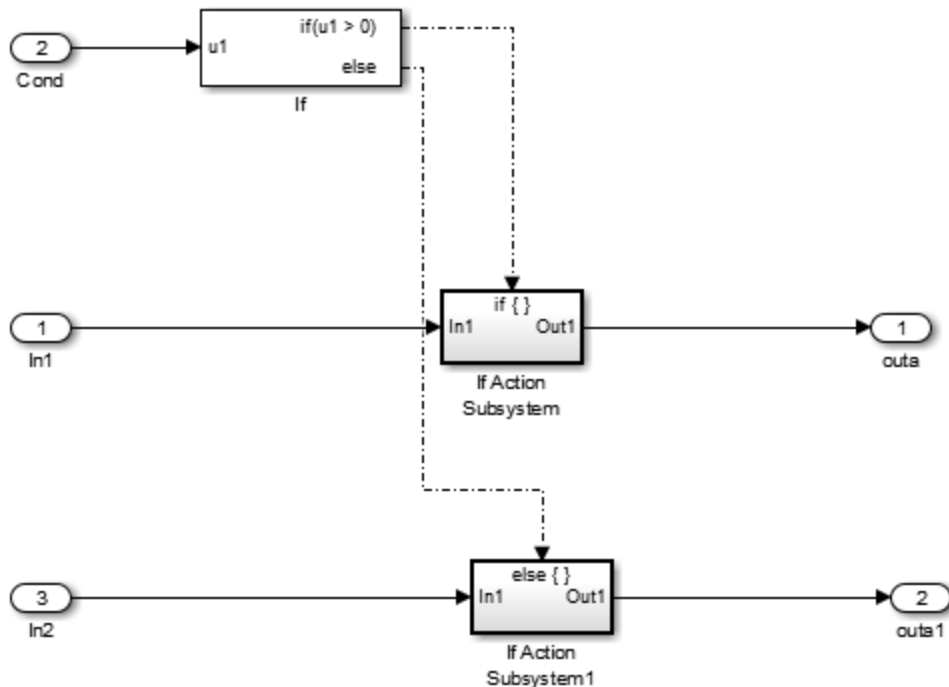 if(u1 > 0)
2
u1
else
Cond
If
if { }
1
In1
Out1
1
In1
outa
If Action
Subsystem
else { }
3
In1
Out1
2
In2
outa1
If Action
Subsystem1